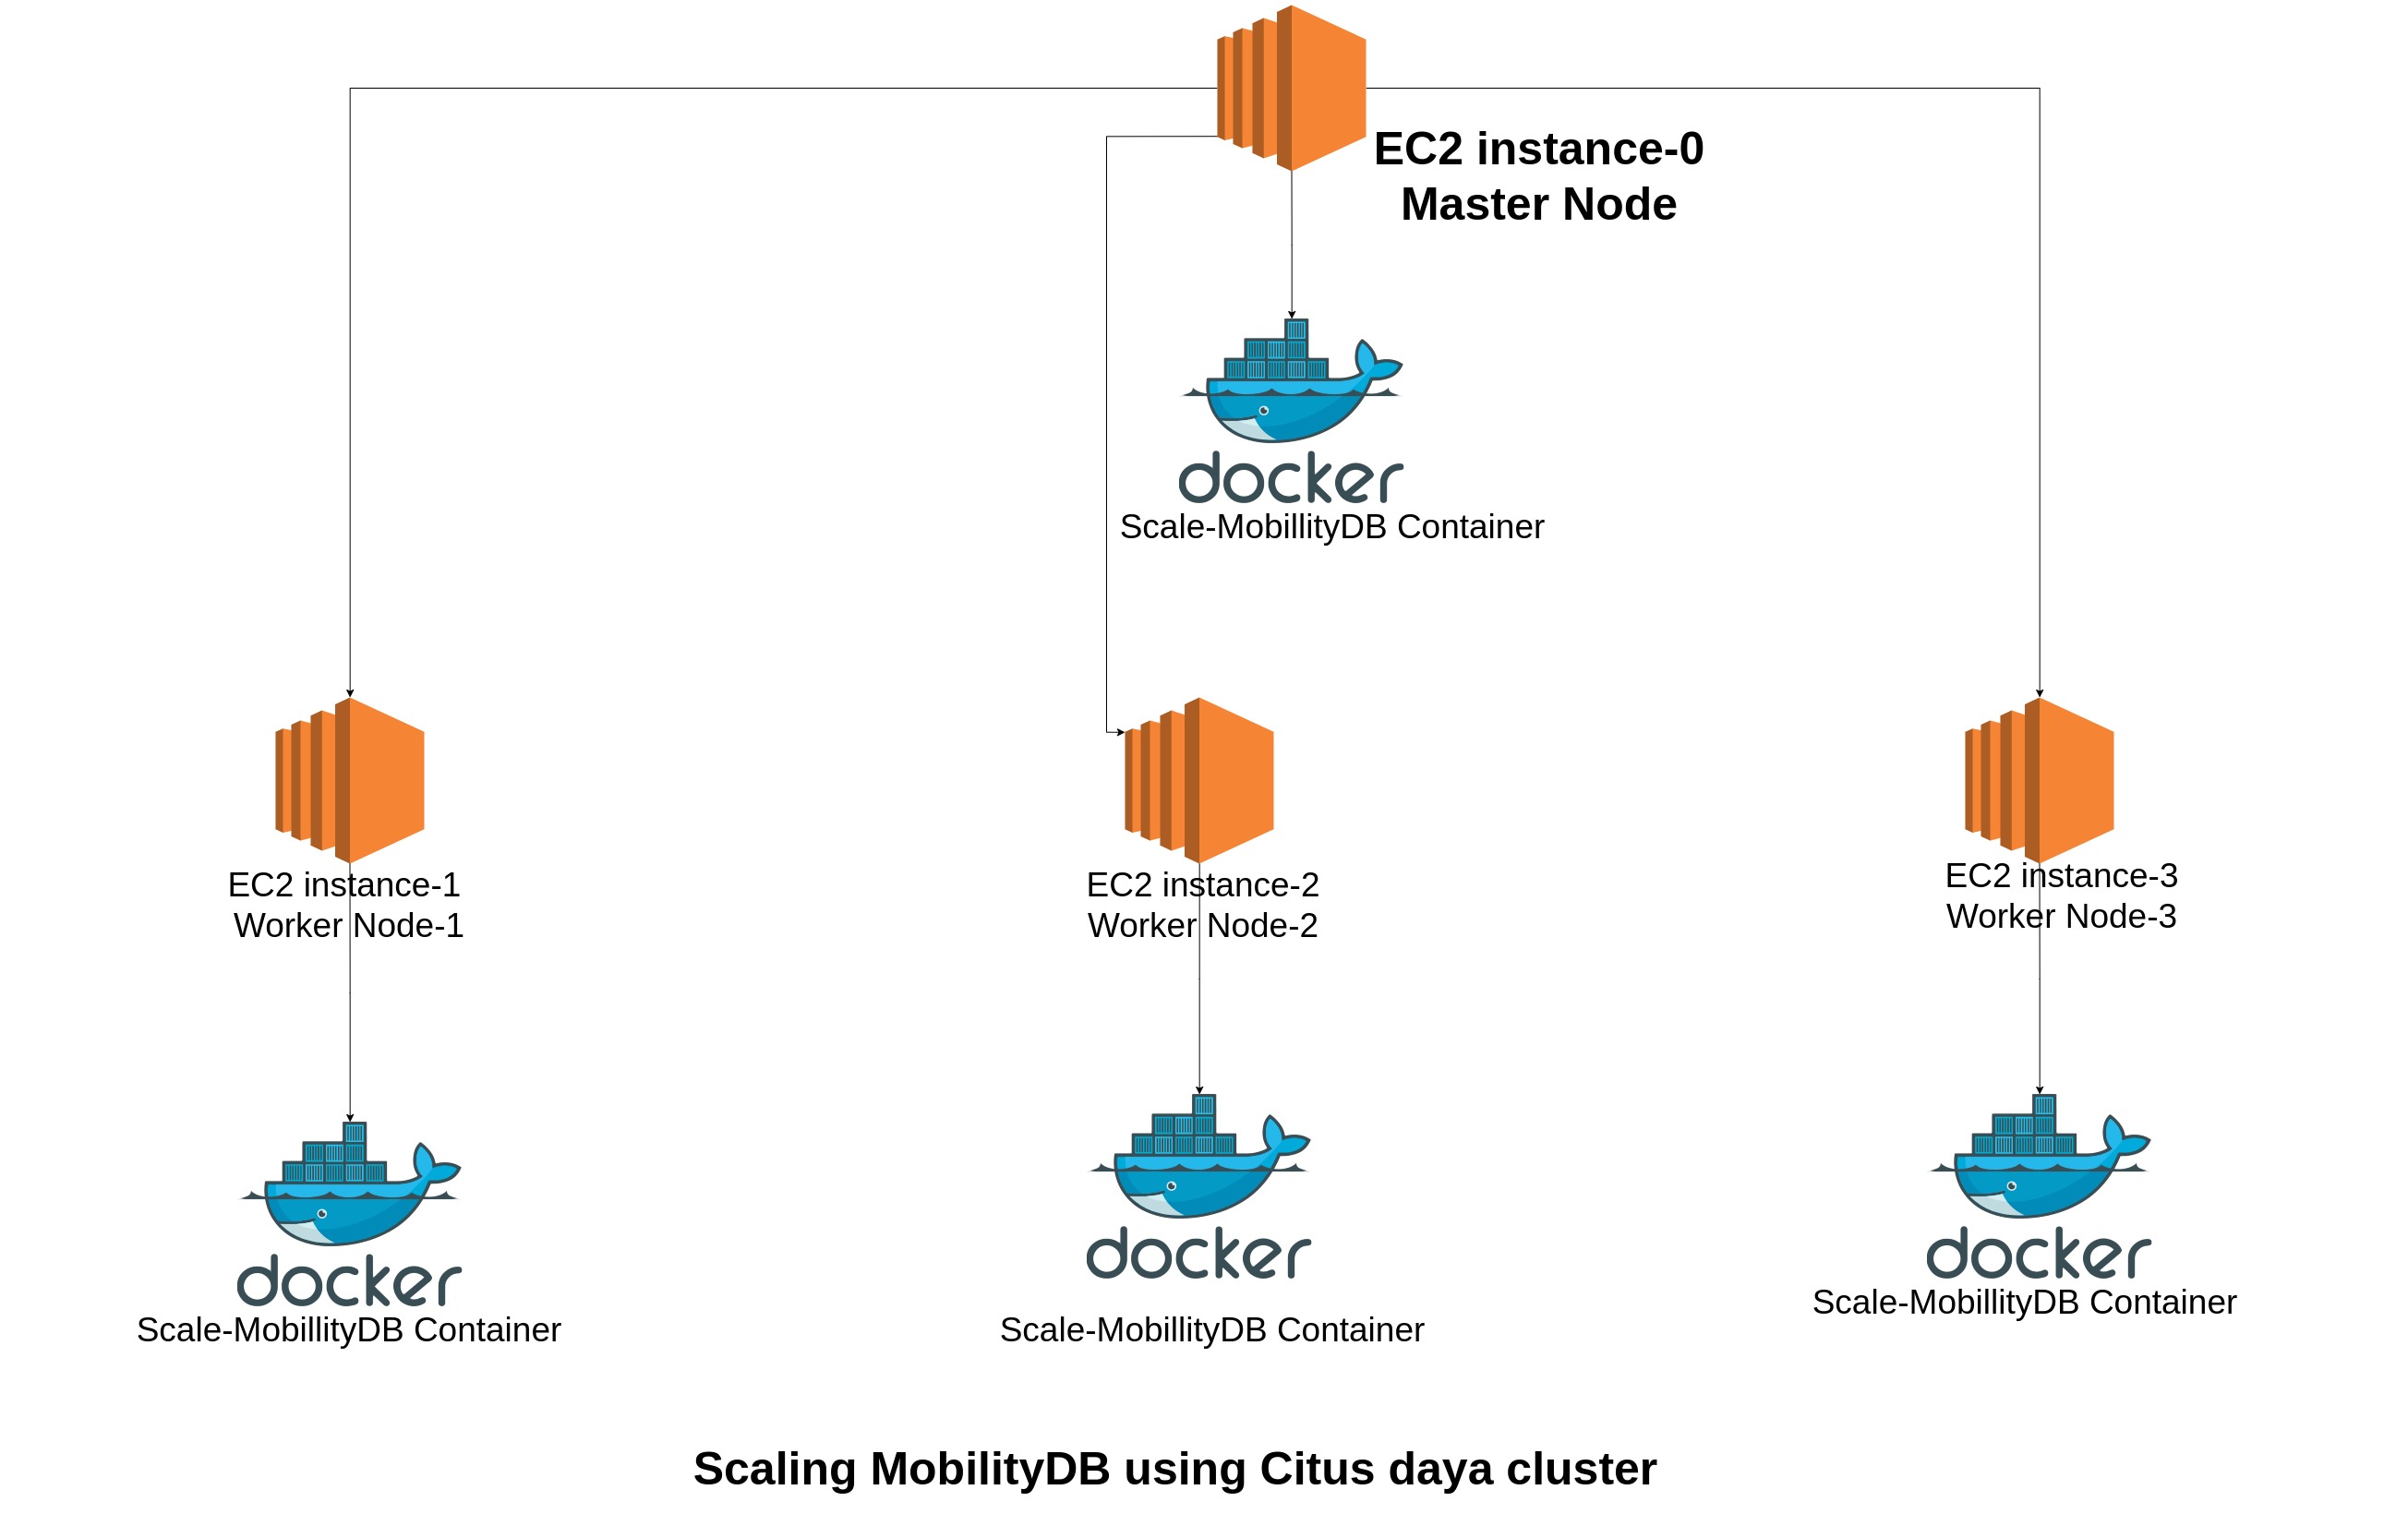 EC2 instance-0
Master Node
docker
Scale-MobillityDB Container
EC2 instance-1
Worker Node-1
EC2 instance-2
Worker Node-2
EC2 instance-3
Worker Node-3
docker
Scale-MobillityDB Container
docker
Scale-MobillityDB Container
docker
Scale-MobillityDB Container
Scaling MobilityDB using Citus daya cluster